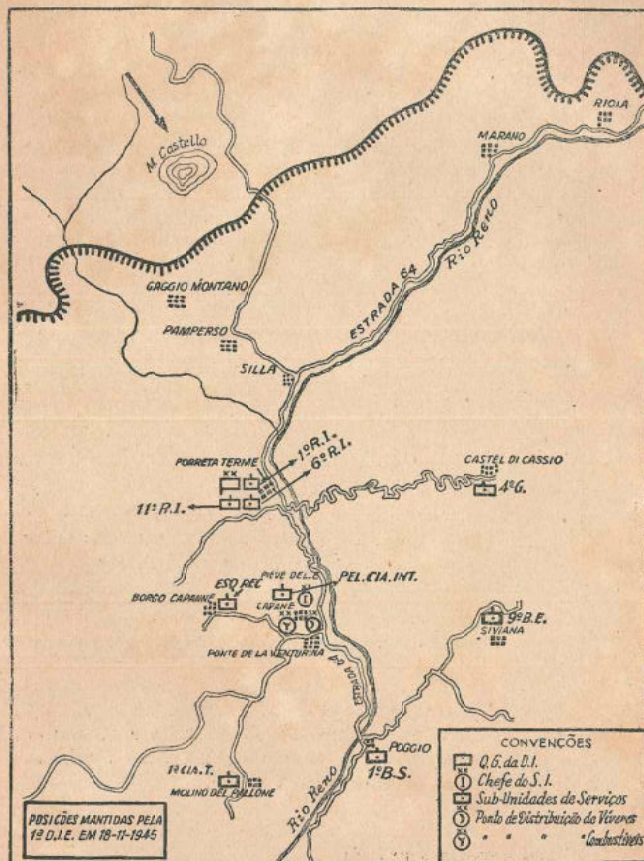 RIOIA
MARANO
M. Castello
Rio Reno
ESTRADA 64
GAGGIO MONTANO
PAMPERSO
SILLA
PORRETA TERME
1º R.I.
6º R.I.
11º R.I.
CASTEL DI CASSIO
4º G.
ESQ. REC
PIEVE DEL.E
PEL. CIA. INT.
BORGO CAPANNE
CAPANE
9º B.E.
SIVIANA
PONTE DE LA VENTURINA
ESTRADA 64
POGGIO
1º B.S.
1ª CIA. T.
MOLINO DEL PALLONE
Rio Reno
POSIÇÕES MANTIDAS PELA
1ª D.I.E. EM 18-11-1945
CONVENÇÕES
Q.G. da D.I.
Chefe do S.I.
Sub-Unidades de Serviços
Ponto de Distribuição de Víveres
" " " " Combustíveis